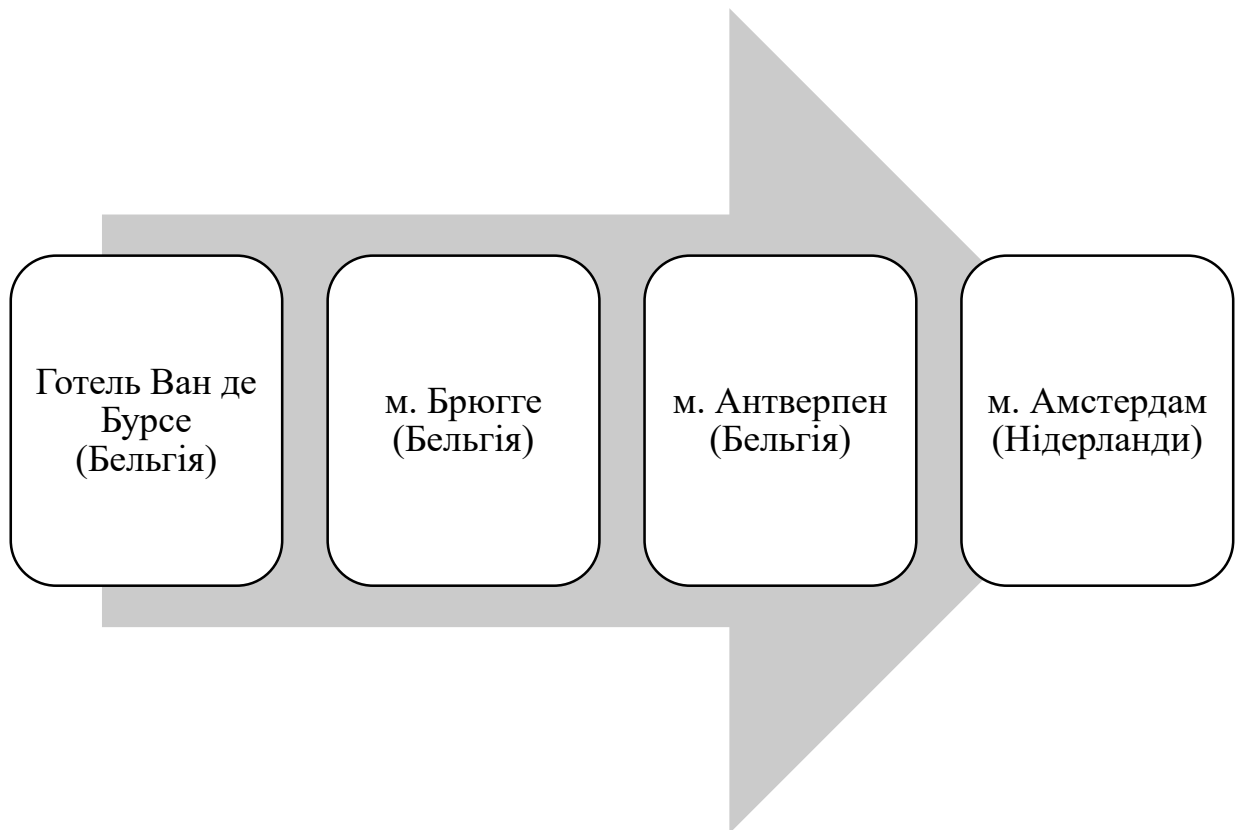 Готель Ван де
Бурсе
(Бельгія)
м. Брюгге
(Бельгія)
м. Антверпен
(Бельгія)
м. Амстердам
(Нідерланди)